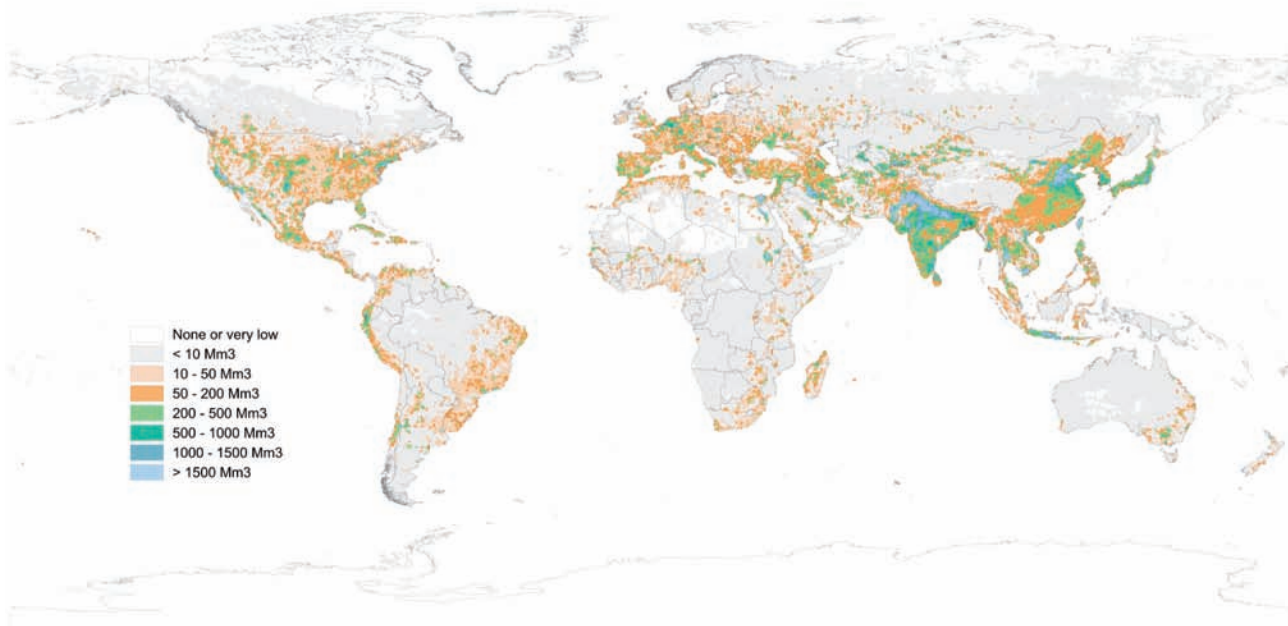 None or very low
< 10 Mm3
10 - 50 Mm3
50 - 200 Mm3
200 - 500 Mm3
500 - 1000 Mm3
1000 - 1500 Mm3
> 1500 Mm3